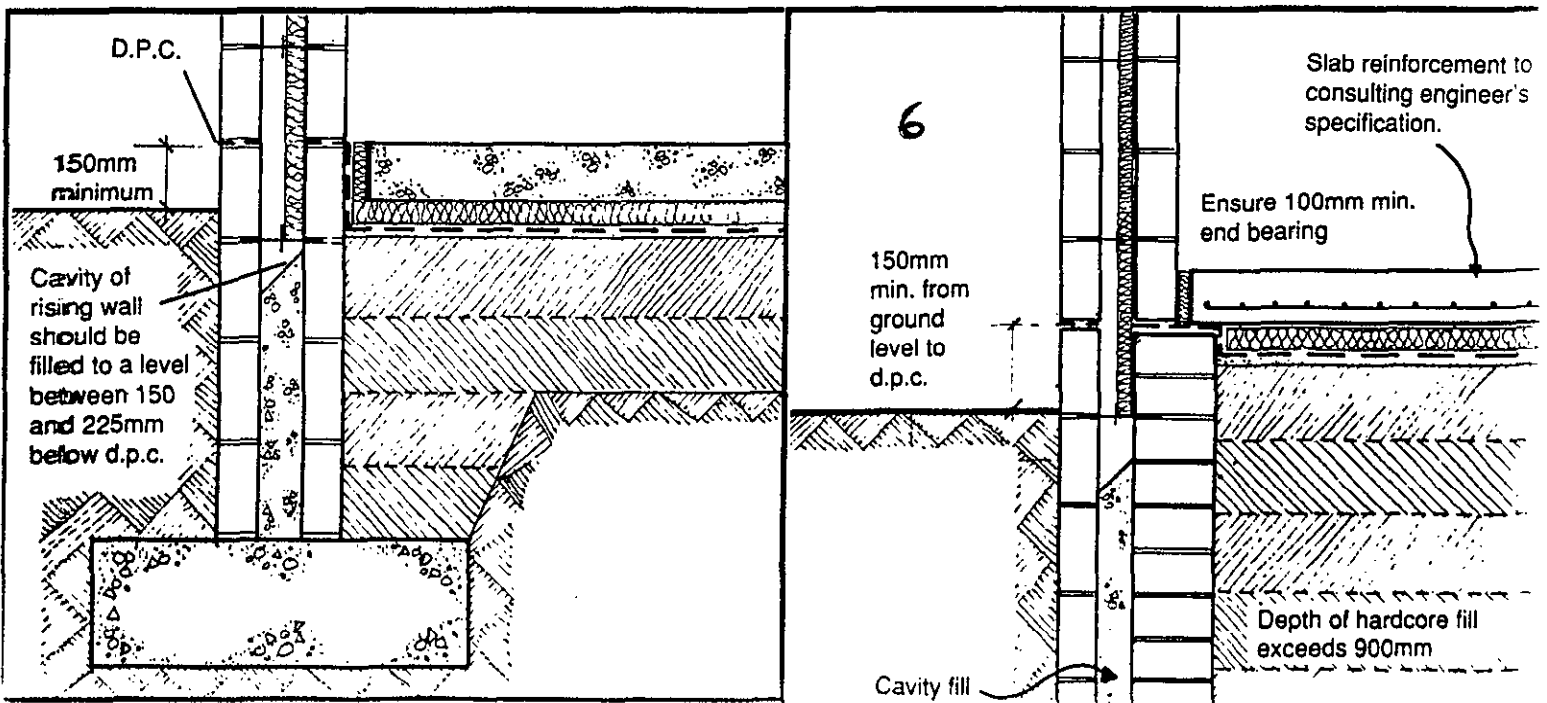 D.P.C.
150mm
minimum
Cavity of
rising wall
should be
filled to a level
between 150
and 225mm
below d.p.c.
6
Slab reinforcement to
consulting engineer's
specification.
Ensure 100mm min.
end bearing
150mm
min. from
ground
level to
d.p.c.
Depth of hardcore fill
exceeds 900mm
Cavity fill